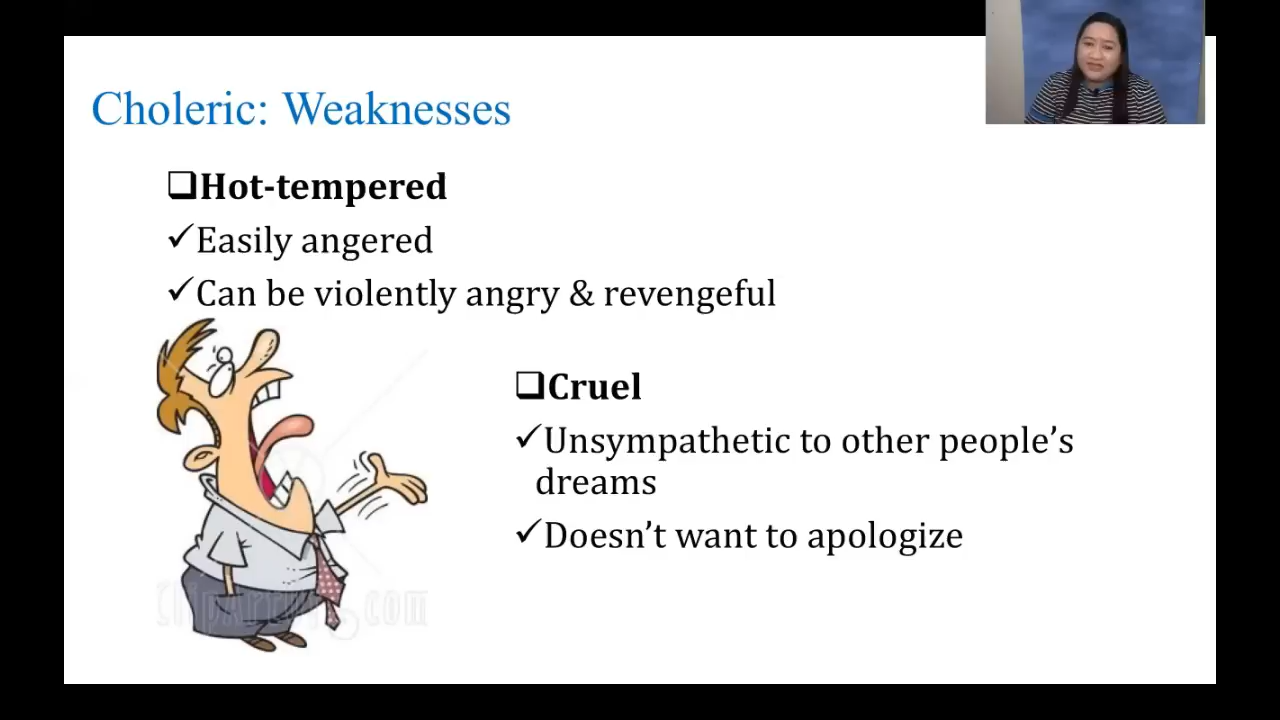 Choleric: Weaknesses
❑Hot-tempered
✓Easily angered
✓Can be violently angry & revengeful
❑Cruel
✓Unsympathetic to other people’s
dreams
✓Doesn’t want to apologize